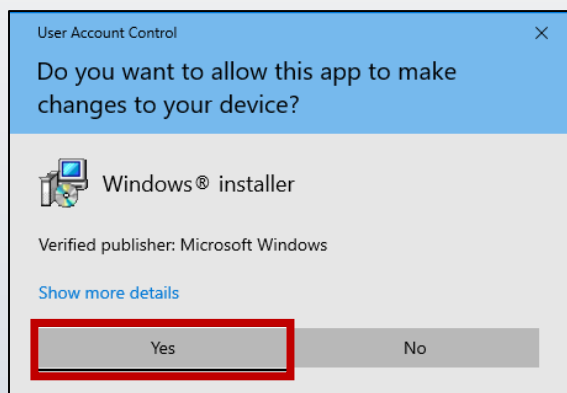 User Account Control
Do you want to allow this app to make
changes to your device?
Windows® installer
Verified publisher: Microsoft Windows
Show more details
Yes
No